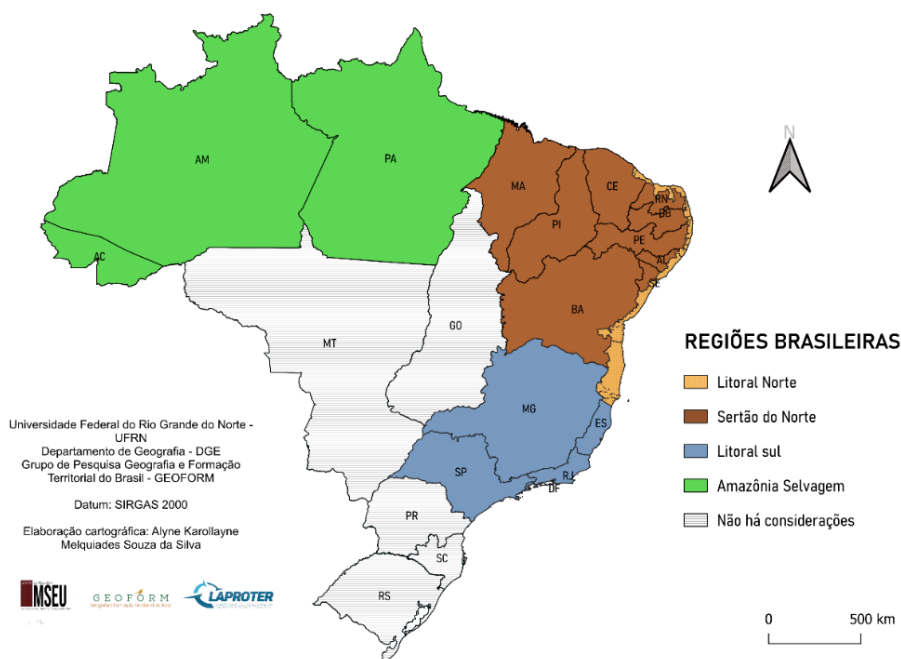 N
AM
PA
AC
MA
CE
RN
PI
PE
AL
SE
BA
MT
GO
MG
ES
SP
RJ
DF
PR
SC
RS
REGIÕES BRASILEIRAS
Litoral Norte
Sertão do Norte
Litoral sul
Amazônia Selvagem
Não há considerações
Universidade Federal do Rio Grande do Norte -
UFRN
Departamento de Geografia - DGE
Grupo de Pesquisa Geografia e Formação
Territorial do Brasil - GEOFORM
Datum: SIRGAS 2000
Elaboração cartográfica: Alyne Karollayne
Melquiades Souza da Silva
MSEU
GEOFORM
LAPROTER
0 500 km